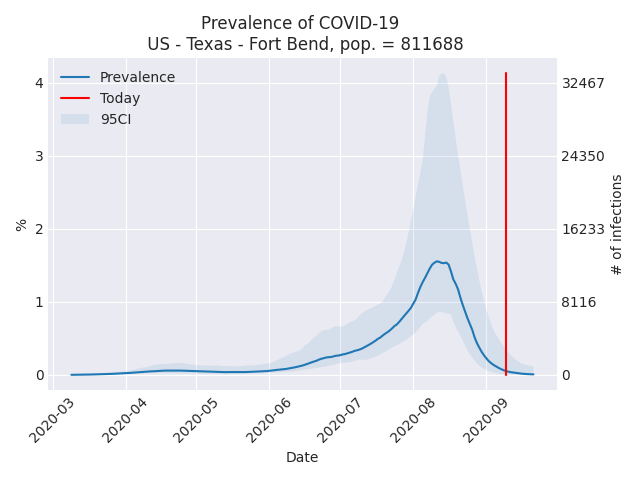 Prevalence of COVID-19
US - Texas - Fort Bend, pop. = 811688
Prevalence
Today
95CI
4
3
2
1
0
%
32467
24350
16233
8116
0
# of infections
2020-03
2020-04
2020-05
2020-06
2020-07
2020-08
2020-09
Date